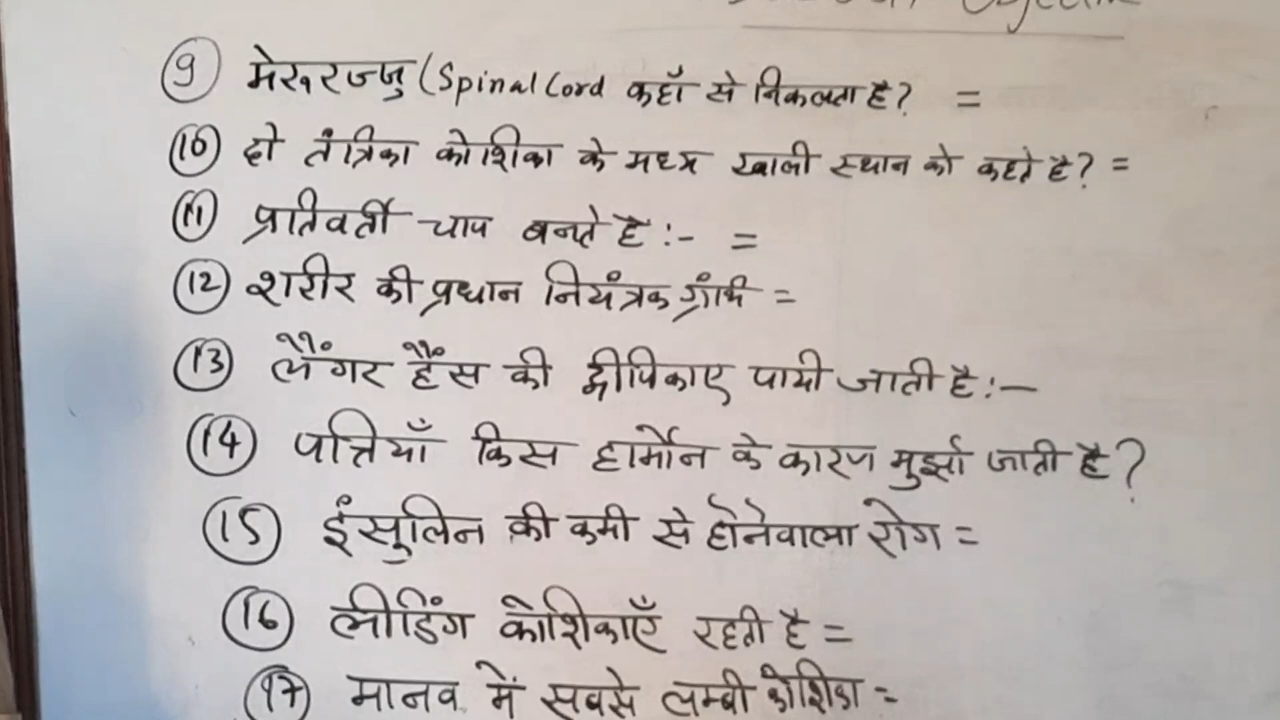 (9) मेरुरज्जु (Spinal Cord कहाँ से निकलता है? =
(10) दो तंत्रिका कोशिका के मध्य खाली स्थान को कहते है? =
(11) प्रतिवर्ती चाप बनते है :- =
(12) शरीर की प्रधान नियंत्रक ग्रंथि =
(13) लैंगर हैंस की द्वीपिकाए पायी जाती है :-
(14) पत्तियाँ किस हार्मोन के कारण मुर्झा जाती है?
(15) इंसुलिन की कमी से होनेवाला रोग =
(16) लीडिंग कोशिकाएँ रहती है =
(17) मानव में सबसे लम्बी कोशिका =